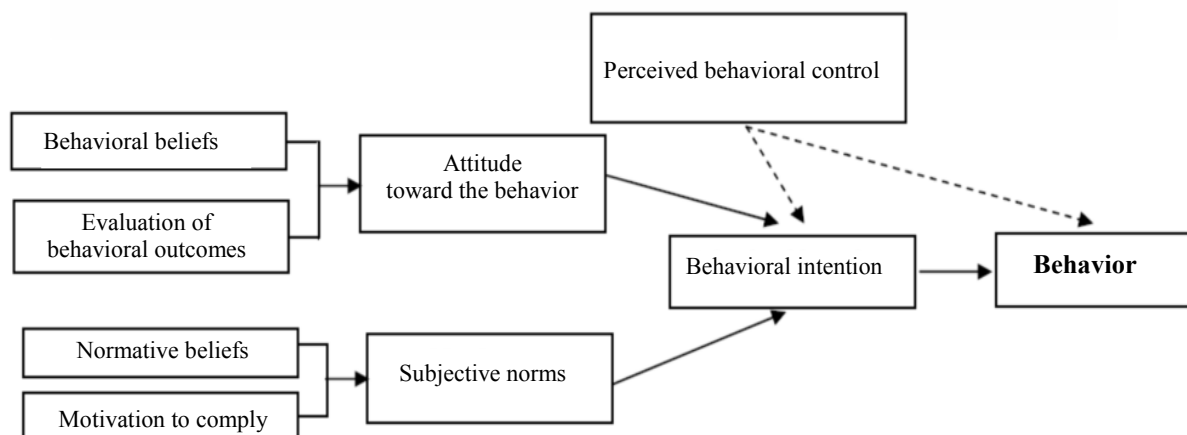 Perceived behavioral control
Behavioral beliefs
Attitude
toward the behavior
Evaluation of
behavioral outcomes
Behavioral intention
Behavior
Normative beliefs
Subjective norms
Motivation to comply